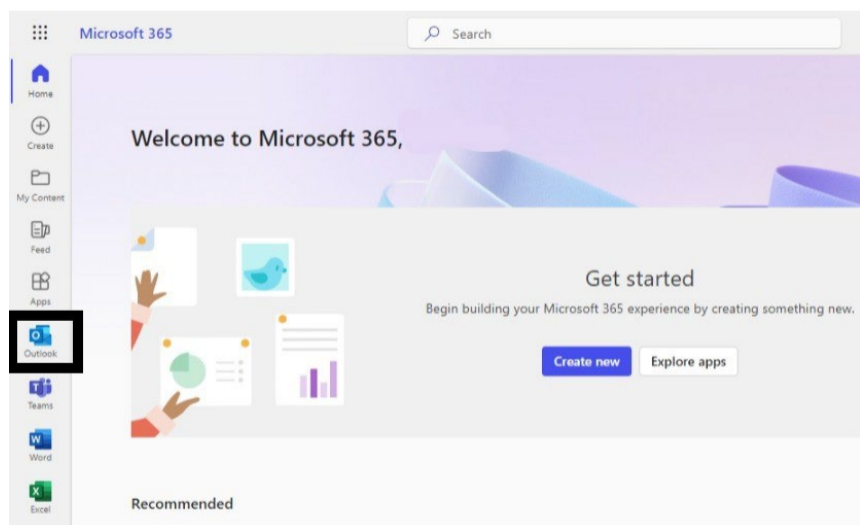 Microsoft 365
Search
Home
Create
My Content
Feed
Apps
Outlook
Teams
Word
Excel
Welcome to Microsoft 365,
Get started
Begin building your Microsoft 365 experience by creating something new.
Create new
Explore apps
Recommended